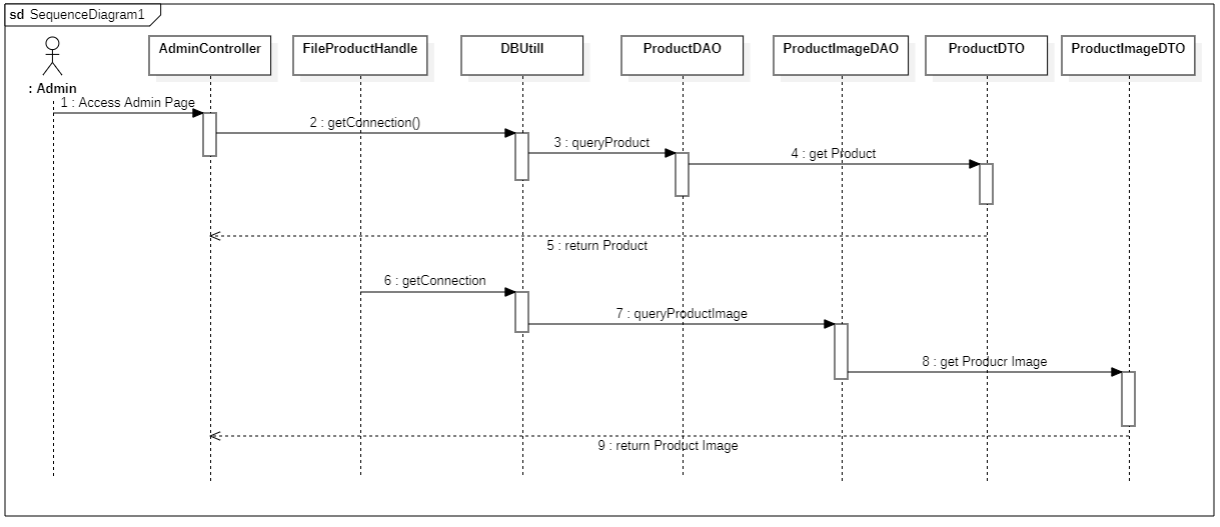 sd SequenceDiagram1
AdminController
FileProductHandle
DBUtill
ProductDAO
ProductImageDAO
ProductDTO
ProductImageDTO
: Admin
1 : Access Admin Page
2 : getConnection()
3 : queryProduct
4 : get Product
5 : return Product
6 : getConnection
7 : queryProductImage
8 : get Producr Image
9 : return Product Image